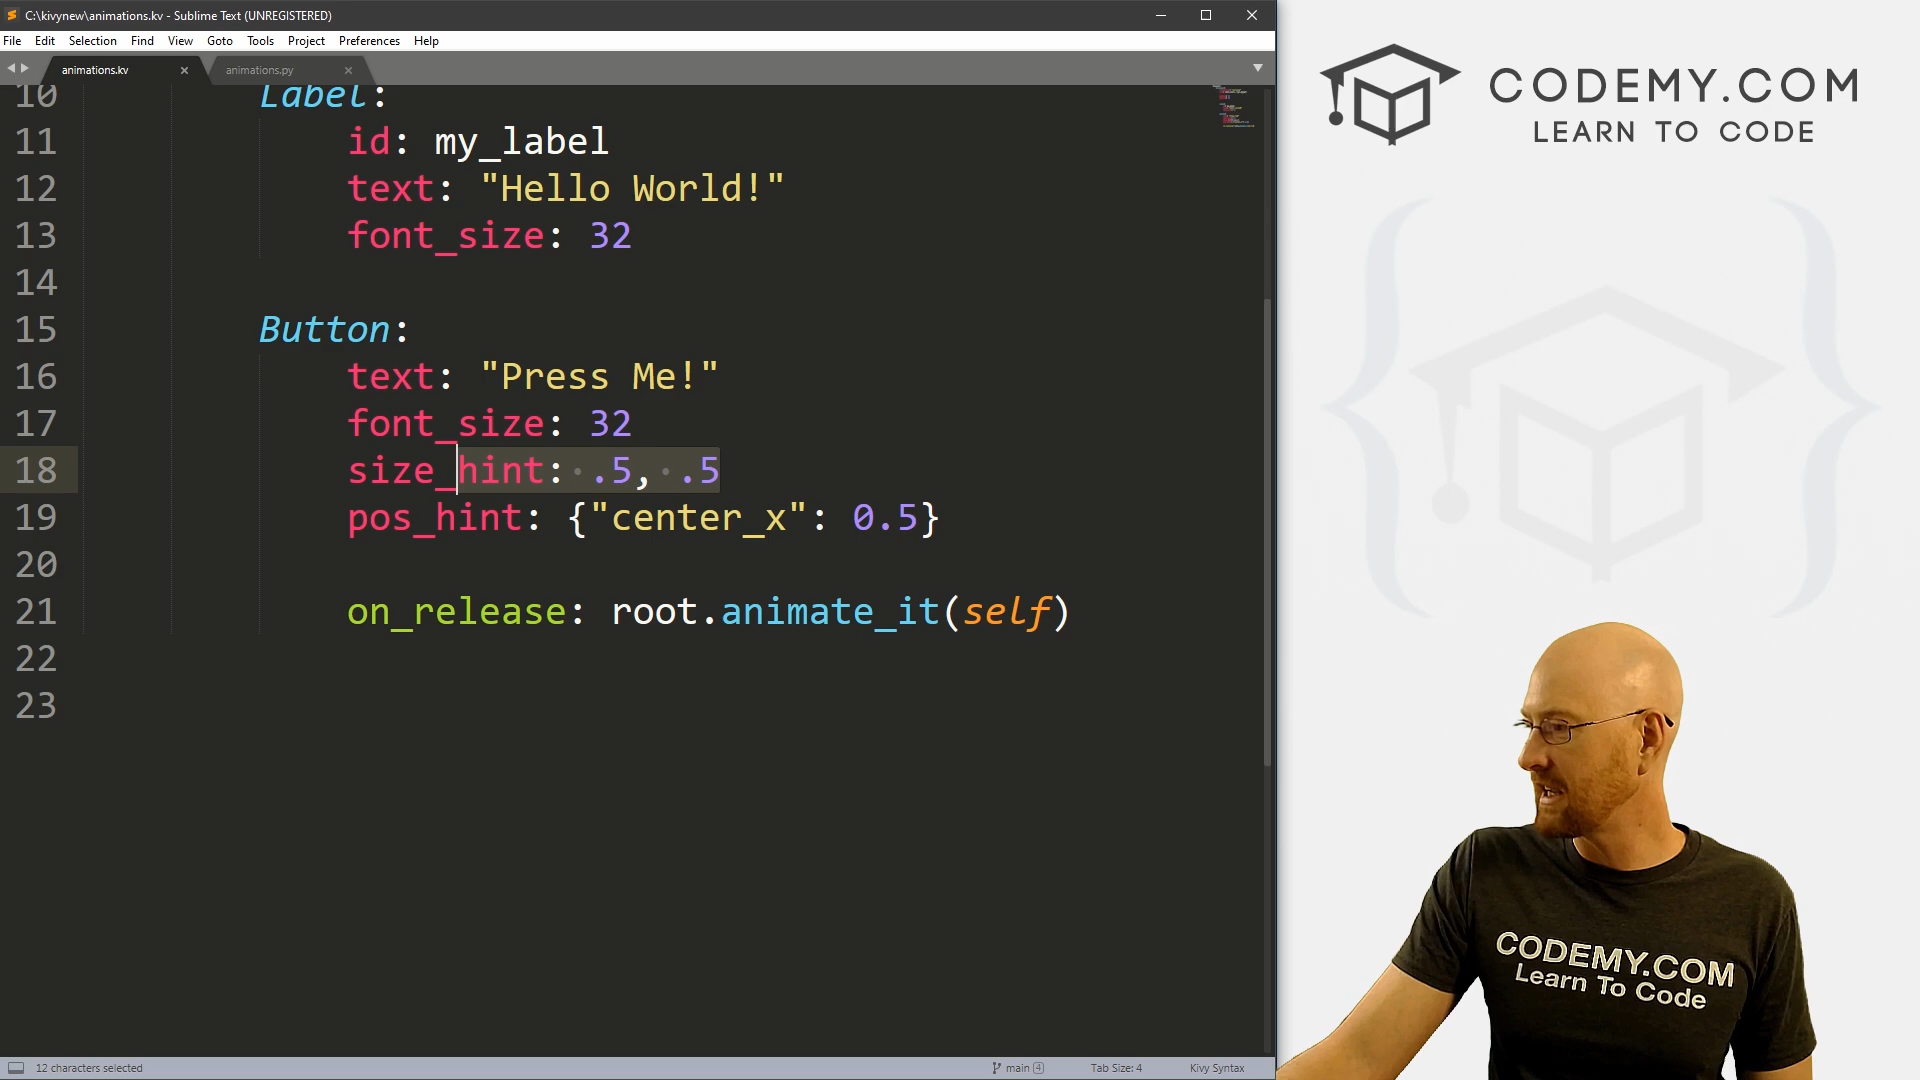 C:\kivynew\animations.kv - Sublime Text (UNREGISTERED)
File Edit Selection Find View Goto Tools Project Preferences Help
animations.kv
animations.py
10 Label:
11 id: my_label
12 text: "Hello World!"
13 font_size: 32
14
15 Button:
16 text: "Press Me!"
17 font_size: 32
18 size_hint: .5, .5
19 pos_hint: {"center_x": 0.5}
20
21 on_release: root.animate_it(self)
22
23
12 characters selected
main 4
Tab Size: 4
Kivy Syntax
CODEMY.COM
LEARN TO CODE
CODEMY.COM
Learn To Code